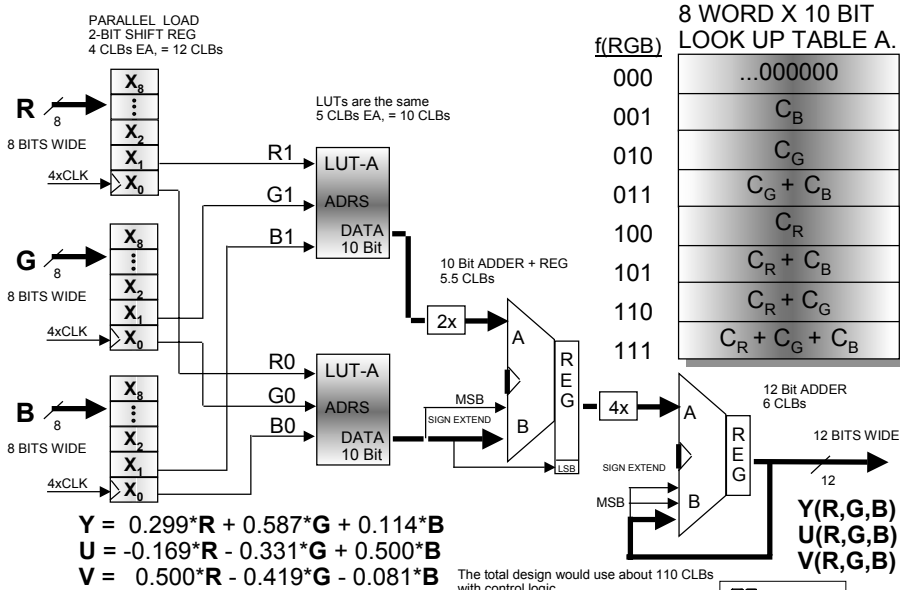 PARALLEL LOAD
2-BIT SHIFT REG
4 CLBs EA, = 12 CLBs
R
8
8 BITS WIDE
4xCLK
X8
X2
X1
X0
G
8
8 BITS WIDE
4xCLK
X8
X2
X1
X0
B
8
8 BITS WIDE
4xCLK
X8
X2
X1
X0
LUTs are the same
5 CLBs EA, = 10 CLBs
R1
G1
B1
LUT-A
ADRS
DATA
10 Bit
R0
G0
B0
LUT-A
ADRS
DATA
10 Bit
2x
MSB
SIGN EXTEND
10 Bit ADDER + REG
5.5 CLBs
A
B
REG
LSB
4x
8 WORD X 10 BIT
LOOK UP TABLE A.
f(RGB)
000 ...000000
001 CB
010 CG
011 CG + CB
100 CR
101 CR + CB
110 CR + CG
111 CR + CG + CB
12 Bit ADDER
6 CLBs
A
B
REG
SIGN EXTEND
MSB
12 BITS WIDE
12
Y(R,G,B)
U(R,G,B)
V(R,G,B)
Y = 0.299*R + 0.587*G + 0.114*B
U = -0.169*R - 0.331*G + 0.500*B
V = 0.500*R - 0.419*G - 0.081*B
The total design would use about 110 CLBs
with control logic